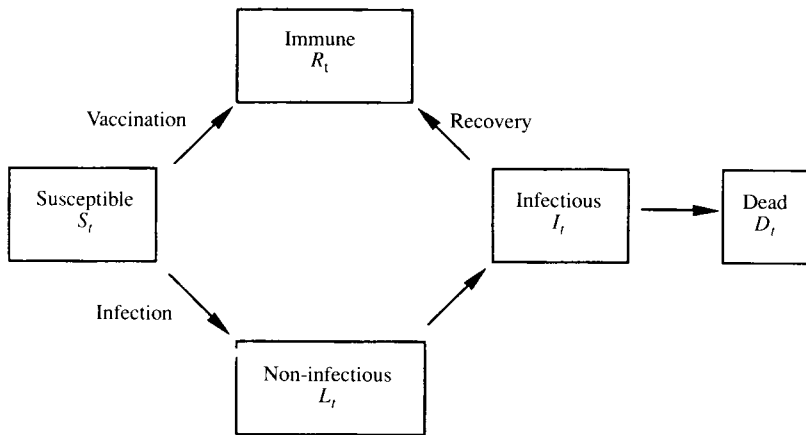 Immune
R_t
Vaccination
Recovery
Susceptible
S_t
Infectious
I_t
Dead
D_t
Infection
Non-infectious
L_t